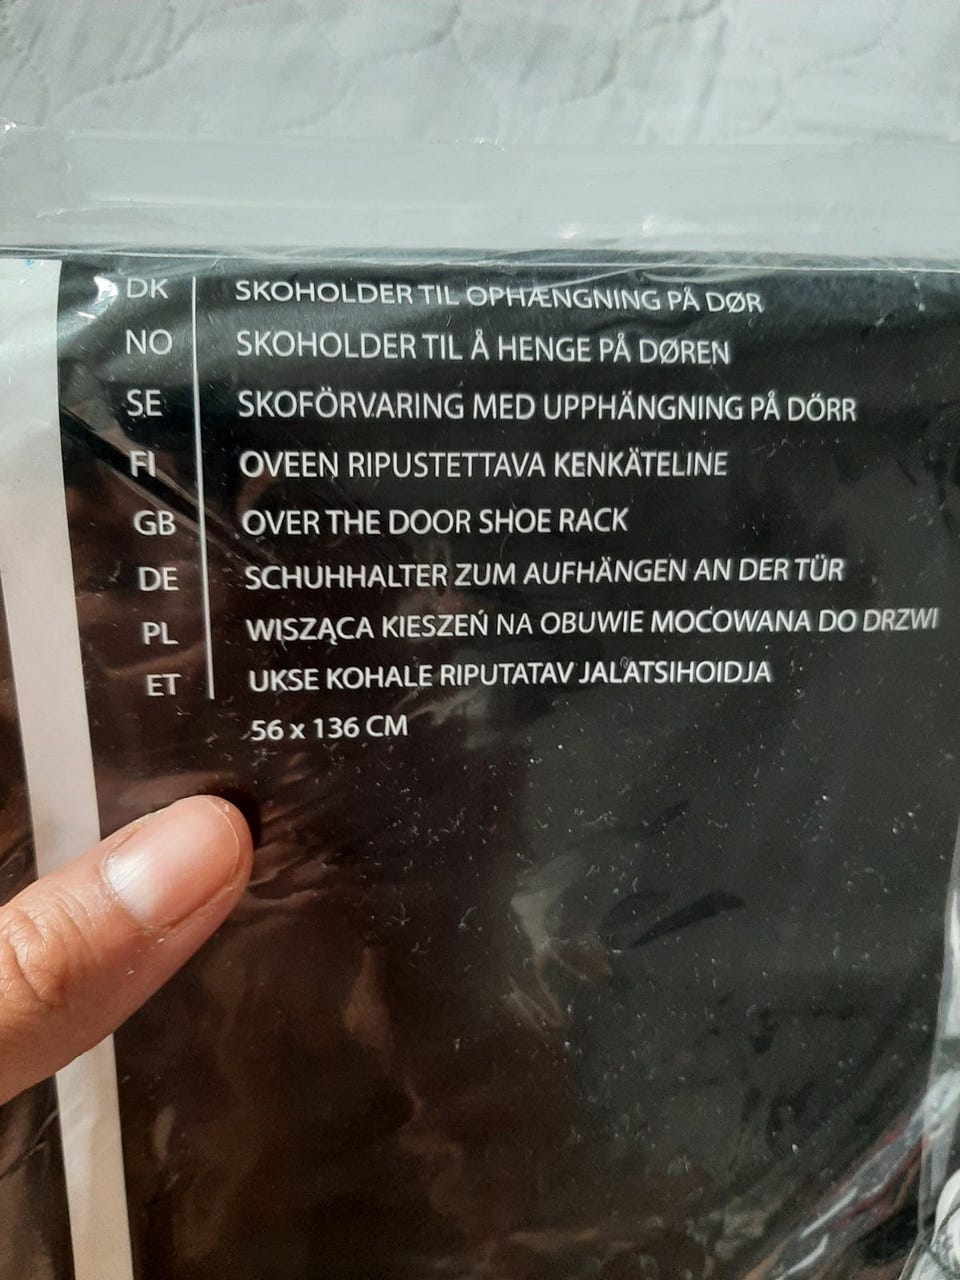 DK SKOHOLDER TIL OPHÆNGNING PÅ DØR
NO SKOHOLDER TIL Å HENGE PÅ DØREN
SE SKOFÖRVARING MED UPPHÄNGNING PÅ DÖRR
FI OVEEN RIPUSTETTAVA KENKÄTELINE
GB OVER THE DOOR SHOE RACK
DE SCHUHHALTER ZUM AUFHÄNGEN AN DER TÜR
PL WISZĄCA KIESZEŃ NA OBUWIE MOCOWANA DO DRZWI
ET UKSE KOHALE RIPUTATAV JALATSIHOIDJA
56 x 136 CM